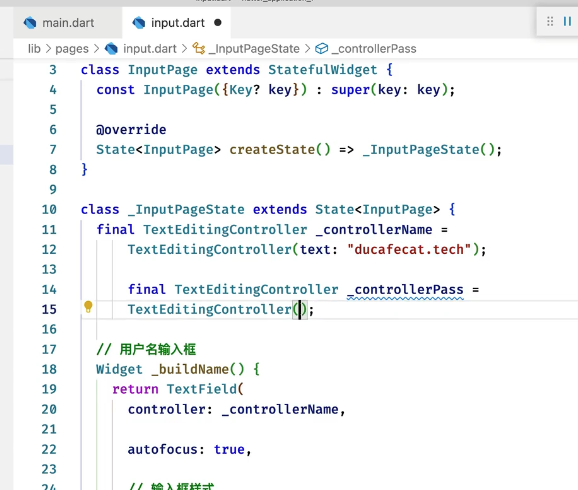 main.dart
input.dart
lib > pages > input.dart > _InputPageState > _controllerPass
3 class InputPage extends StatefulWidget {
4 const InputPage({Key? key}) : super(key: key);
5
6 @override
7 State<InputPage> createState() => _InputPageState();
8 }
9
10 class _InputPageState extends State<InputPage> {
11 final TextEditingController _controllerName =
12 TextEditingController(text: "ducafecat.tech");
13
14 final TextEditingController _controllerPass =
15 TextEditingController();
16
17 // 用户名输入框
18 Widget _buildName() {
19 return TextField(
20 controller: _controllerName,
21
22 autofocus: true,
23
24 // 输入框样式